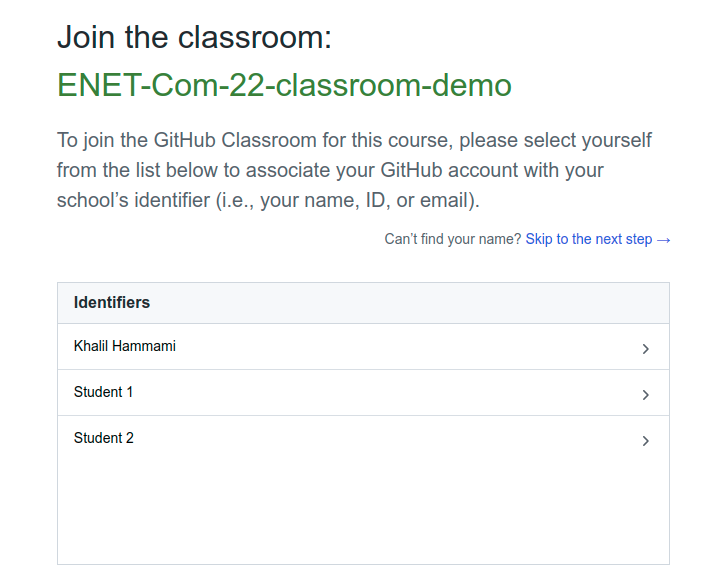 Join the classroom:
ENET-Com-22-classroom-demo
To join the GitHub Classroom for this course, please select yourself
from the list below to associate your GitHub account with your
school’s identifier (i.e., your name, ID, or email).
Can’t find your name? Skip to the next step →
Identifiers
Khalil Hammami
Student 1
Student 2